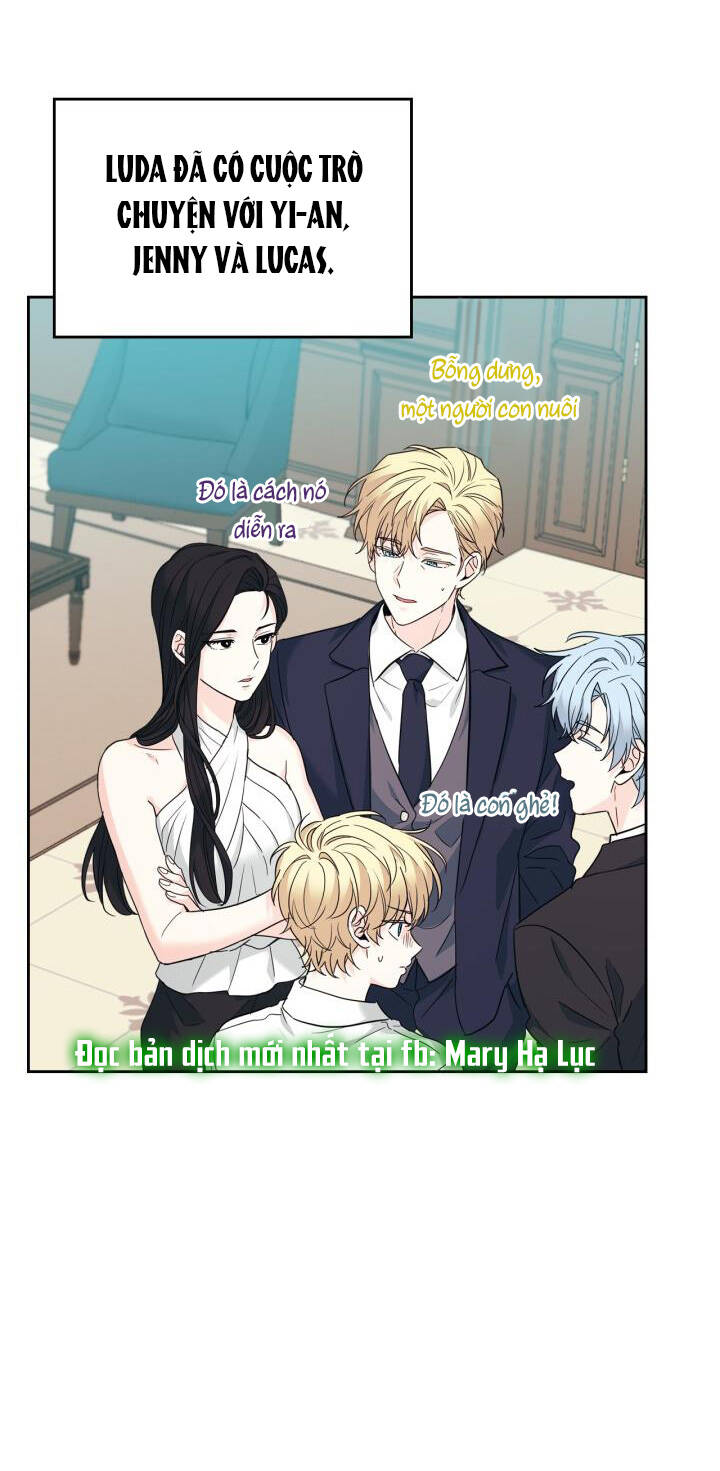 LUDA ĐÃ CÓ CUỘC TRÒ
CHUYỆN VỚI YI-AN,
JENNY VÀ LUCAS.
Bỗng dưng,
một người con nuôi
Đó là cách nó
diễn ra
Đó là con ghẻ!
Đọc bản dịch mới nhất tại fb: Mary Hạ Lục